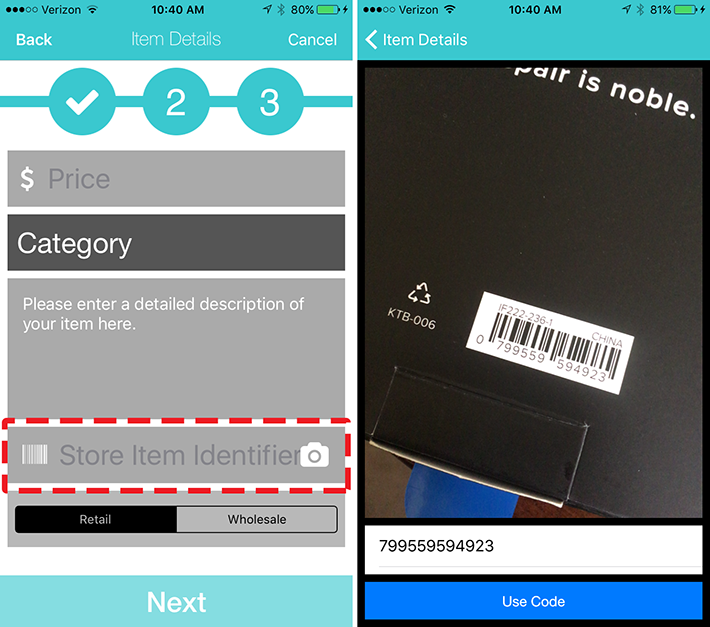 Verizon 10:40 AM 80%
Back Item Details Cancel
2 3
$ Price
Category
Please enter a detailed description of
your item here.
Store Item Identifier
Retail Wholesale
Next
Verizon 10:40 AM 81%
Item Details
pair is noble.
KTB-006
IF222-236-1
CHINA
0 799559 594923
799559594923
Use Code